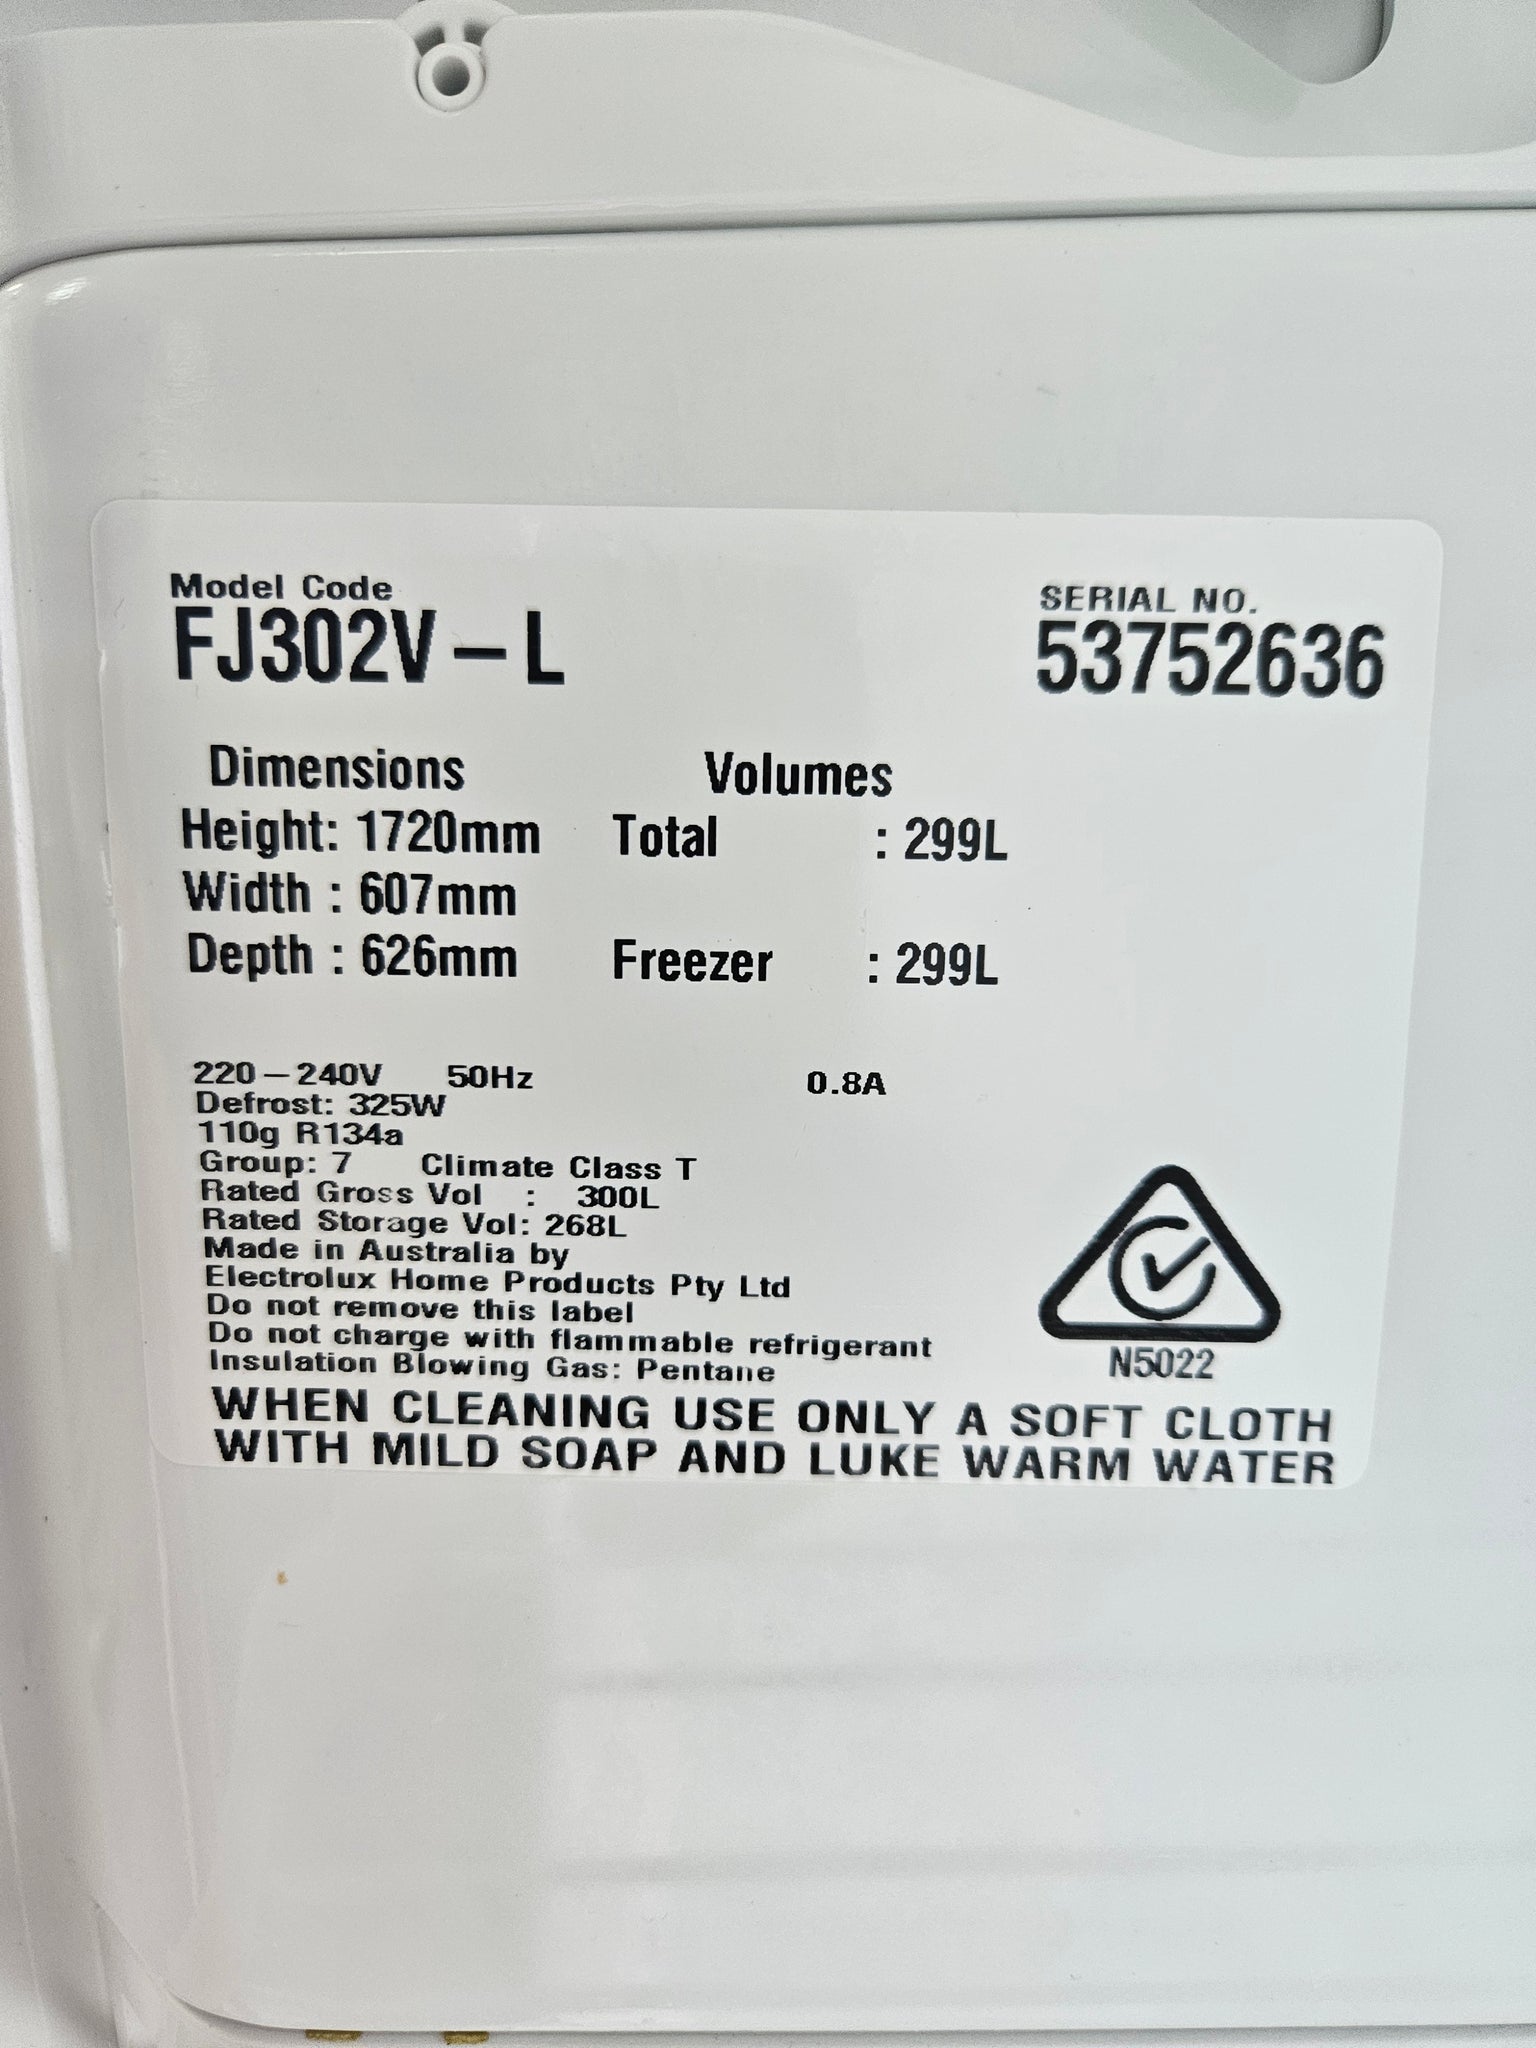 Model Code
FJ302V-L
SERIAL NO.
53752636
Dimensions
Volumes
Height: 1720mm Total : 299L
Width : 607mm
Depth : 626mm Freezer : 299L
220-240V 50Hz 0.8A
Defrost: 325W
110g R134a
Group: 7 Climate Class T
Rated Gross Vol : 300L
Rated Storage Vol: 268L
Made in Australia by
Electrolux Home Products Pty Ltd
Do not remove this label
Do not charge with flammable refrigerant
Insulation Blowing Gas: Pentane
N5022
WHEN CLEANING USE ONLY A SOFT CLOTH
WITH MILD SOAP AND LUKE WARM WATER